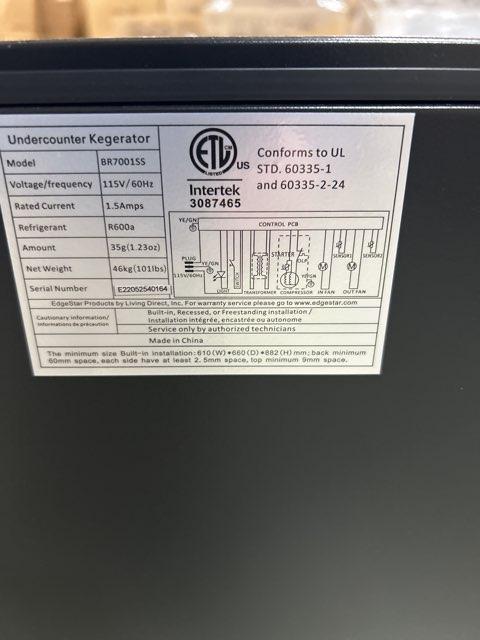 Undercounter Kegerator
Model BR7001SS
Voltage/frequency 115V/60Hz
Rated Current 1.5Amps
Refrigerant R600a
Amount 35g(1.23oz)
Net Weight 46kg(101lbs)
Serial Number E22052540164
ETL CM
LISTED
US
Intertek
3087465
Conforms to UL
STD. 60335-1
and 60335-2-24
YE/GN
CONTROL PCB
PLUG
115V/60Hz
YE/GN
LIGHT
TRANSFORMER
STARTER
OLP
COMPRESSOR
YE/GN
M
IN FAN
M
OUT FAN
SENSOR1
SENSOR2
EdgeStar Products by Living Direct, Inc. For warranty service please go to www.edgestar.com
Cautionary information/
Informations de précaution
Built-in, Recessed, or Freestanding installation /
Installation intégrée, encastrée ou autonome
Service only by authorized technicians
Made in China
The minimum size Built-in installation: 610(W)*660(D)*882(H) mm; back minimum
60mm space, each side have at least 2.5mm space, top minimum 9mm space.